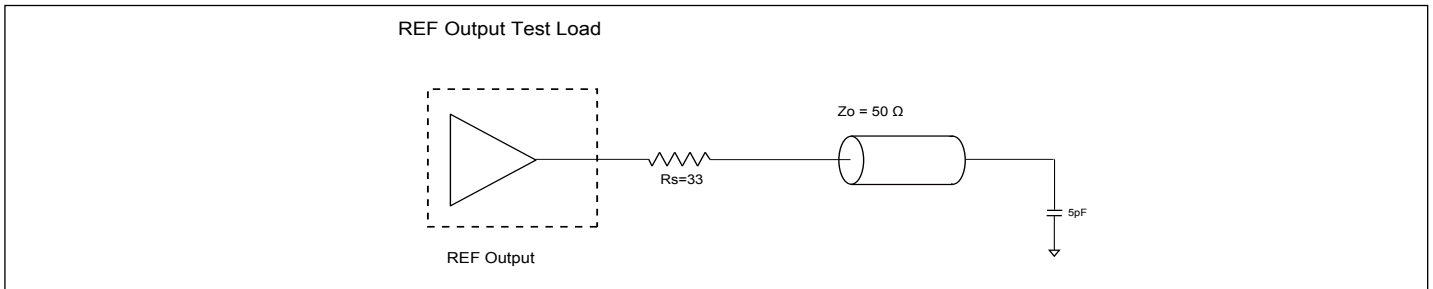 REF Output Test Load
Zo = 50 Ω
Rs=33
5pF
REF Output